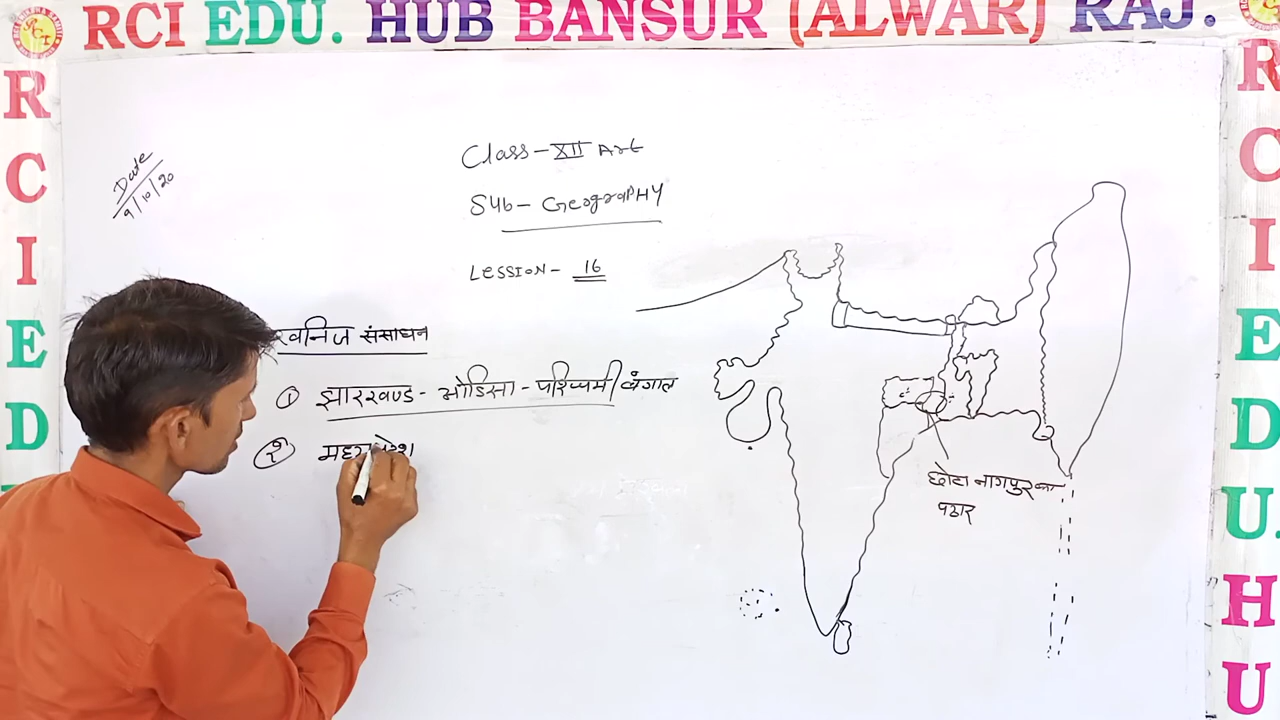 RCI EDU. HUB BANSUR (ALWAR) RAJ.
R
C
I
E
D
R
C
I
E
D
U.
H
U
Date
9/10/20
Class - XII Art
Sub - GeograPHY
LESSION - 16
खनिज संसाधन
① झारखण्ड - ओडिसा - पश्चिमी बंगाल
②
छोटा नागपुर का
पठार